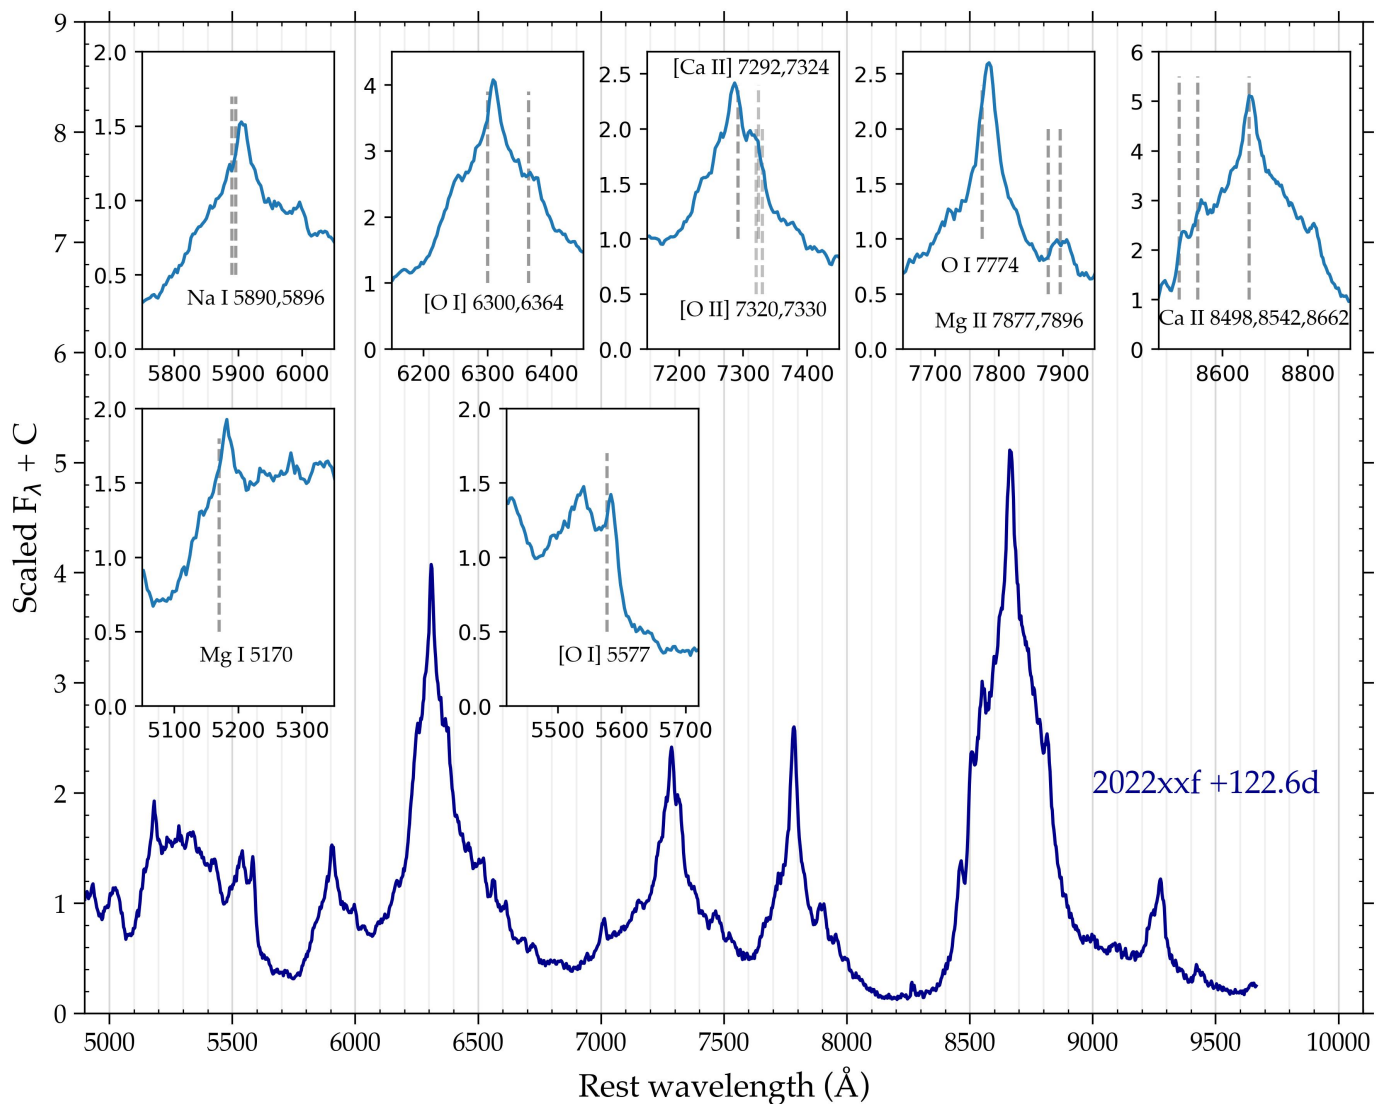 9
8
7
6
5
4
3
2
1
0
Scaled Fλ + C
5000 5500 6000 6500 7000 7500 8000 8500 9000 9500 10000
Rest wavelength (Å)
2.0
1.5
1.0
0.5
0.0
Na I 5890,5896
5800 5900 6000
4
3
2
1
0
[O I] 6300,6364
6200 6300 6400
2.5
2.0
1.5
1.0
0.5
0.0
[Ca II] 7292,7324
[O II] 7320,7330
7200 7300 7400
2.5
2.0
1.5
1.0
0.5
0.0
O I 7774
Mg II 7877,7896
7700 7800 7900
6
5
4
3
2
1
0
Ca II 8498,8542,8662
8600 8800
2.0
1.5
1.0
0.5
0.0
Mg I 5170
5100 5200 5300
2.0
1.5
1.0
0.5
0.0
[O I] 5577
5500 5600 5700
2022xxf +122.6d